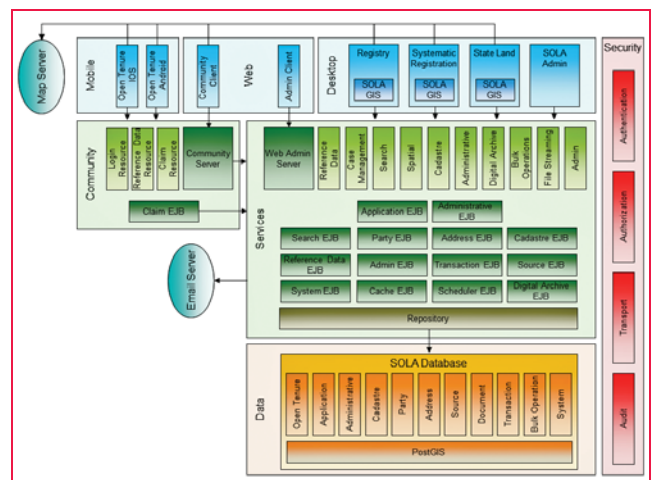 Map Server
Mobile
Open Tenure
IOS
Open Tenure
Android
Web
Community
Client
Admin Client
Desktop
Registry
SOLA
GIS
Systematic
Registration
SOLA
GIS
State Land
SOLA
GIS
SOLA
Admin
Security
Authentication
Authorization
Transport
Audit
Community
Login
Resource
Reference Data
Resource
Claim
Resource
Community
Server
Claim EJB
Email Server
Services
Web Admin
Server
Reference
Data
Case
Management
Search
Spatial
Cadastre
Administrative
Digital Archive
Bulk
Operations
File Streaming
Admin
Application EJB
Administrative
EJB
Search EJB
Party EJB
Address EJB
Cadastre EJB
Reference Data
EJB
Admin EJB
Transaction EJB
Source EJB
System EJB
Cache EJB
Scheduler EJB
Digital Archive
EJB
Repository
Data
SOLA Database
Open Tenure
Application
Administrative
Cadastre
Party
Address
Source
Document
Transaction
Bulk Operation
System
PostGIS